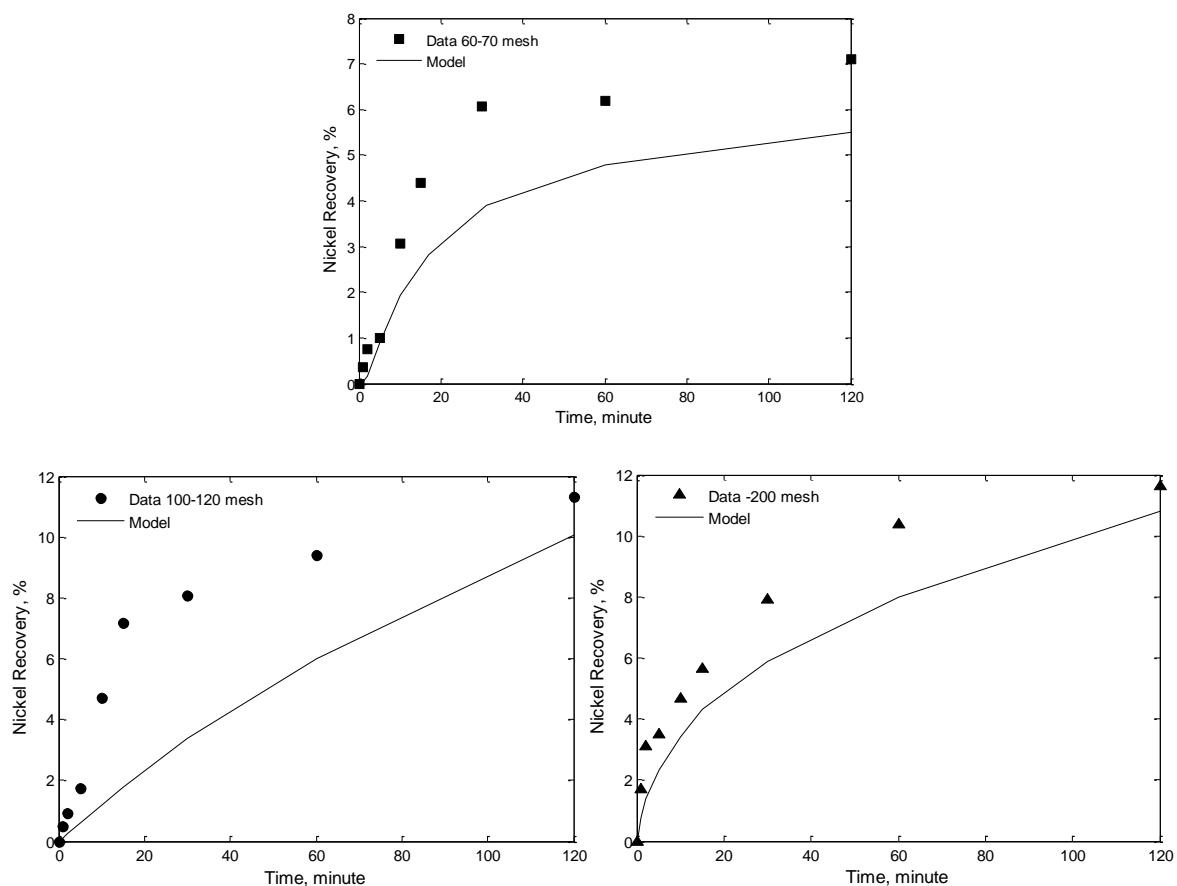 8
7
6
5
4
3
2
1
0
Nickel Recovery, %
Data 60-70 mesh
Model
0 20 40 60 80 100 120
Time, minute
12
10
8
6
4
2
0
Nickel Recovery, %
Data 100-120 mesh
Model
0 20 40 60 80 100 120
Time, minute
12
10
8
6
4
2
0
Nickel Recovery, %
Data -200 mesh
Model
0 20 40 60 80 100 120
Time, minute